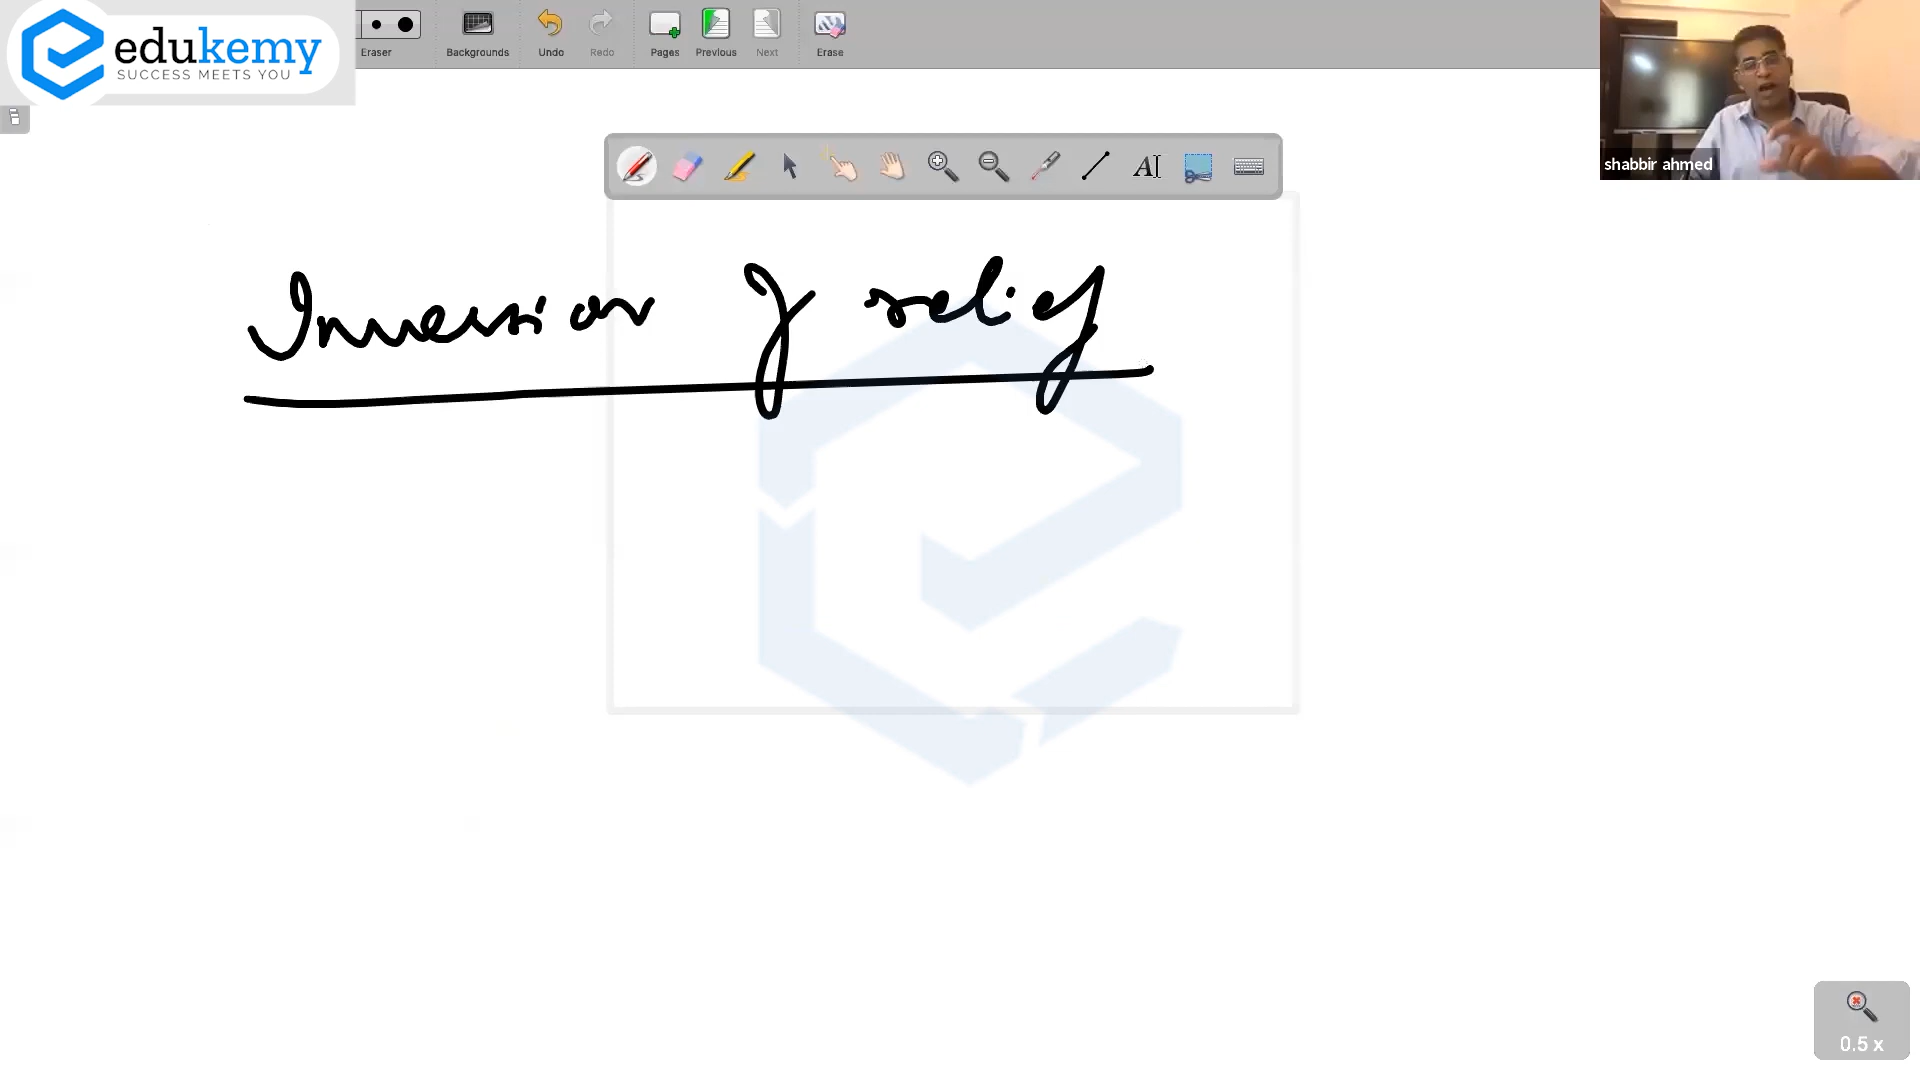 edukemy
SUCCESS MEETS YOU
Eraser
Backgrounds
Undo
Redo
Pages
Previous
Next
Erase
shabbir ahmed
AI
Inversion of relief
0.5 x